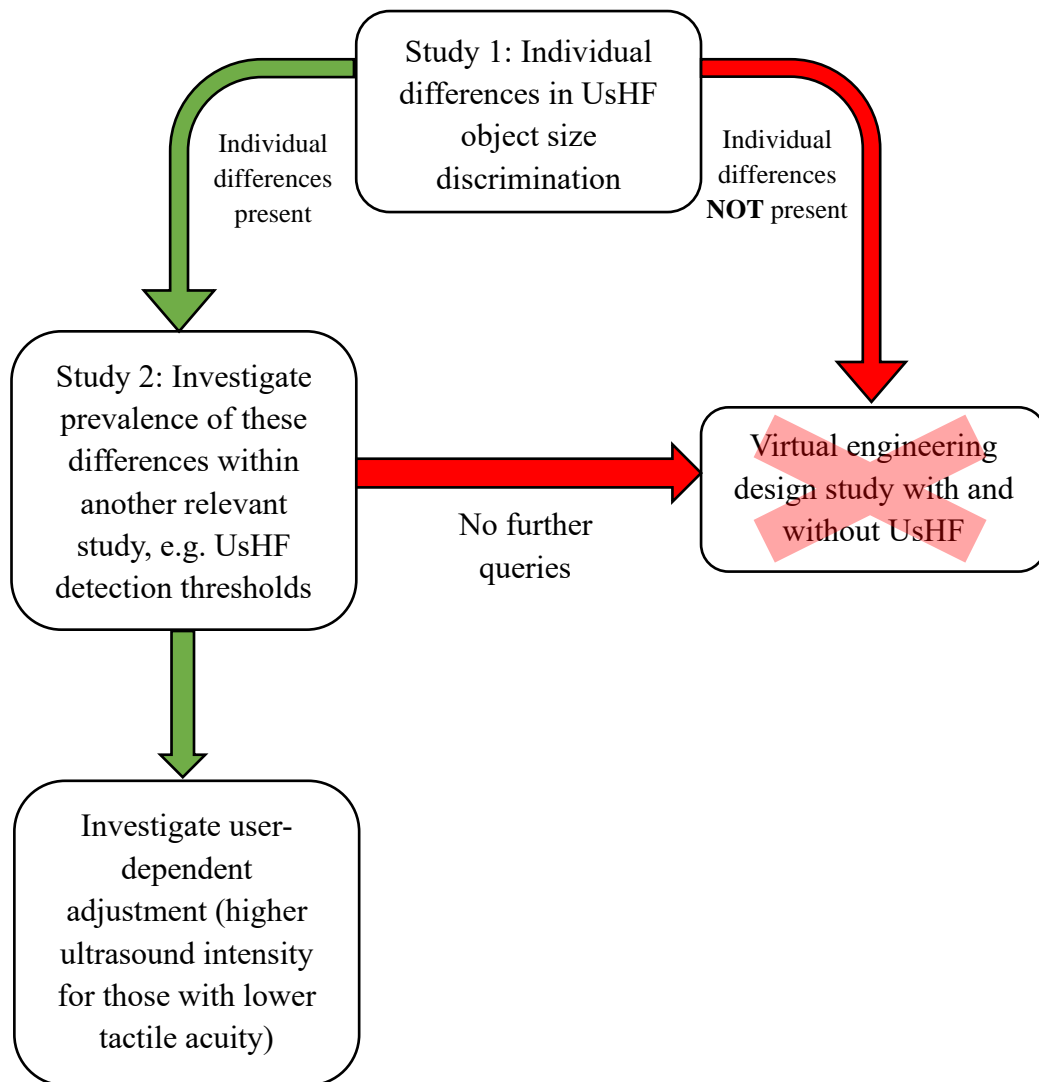 Study 1: Individual
differences in UsHF
object size
discrimination
Individual
differences
present
Individual
differences
NOT present
Study 2: Investigate
prevalence of these
differences within
another relevant
study, e.g. UsHF
detection thresholds
No further
queries
Virtual engineering
design study with and
without UsHF
Investigate user-
dependent
adjustment (higher
ultrasound intensity
for those with lower
tactile acuity)